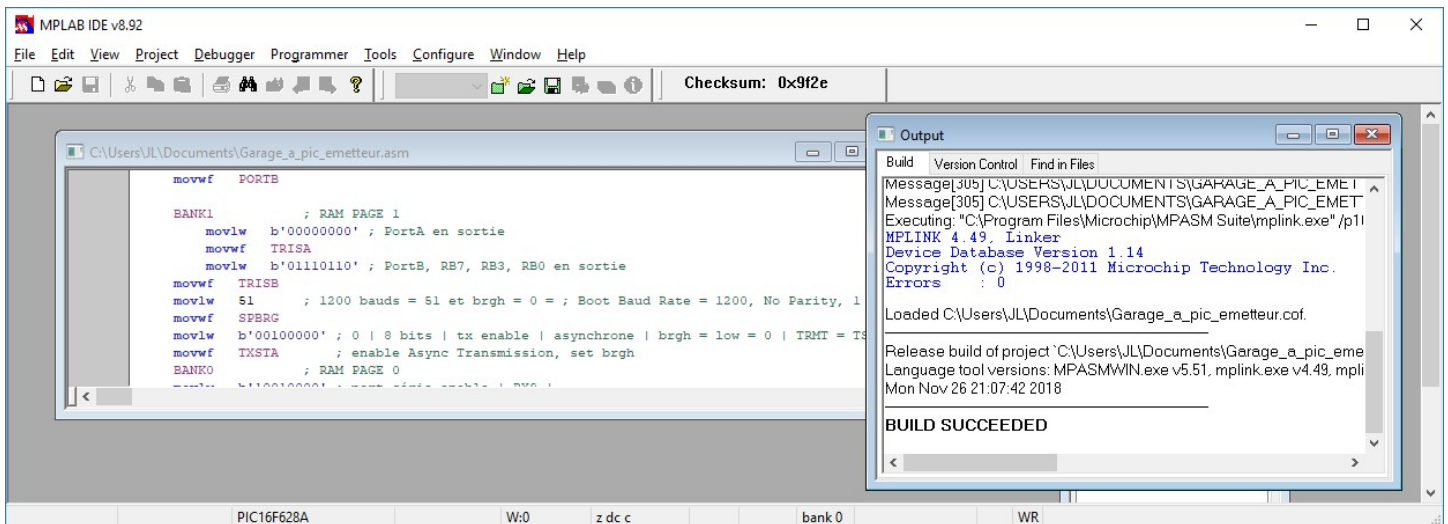 MPLAB IDE v8.92
File Edit View Project Debugger Programmer Tools Configure Window Help
Checksum: 0x9f2e
C:\Users\JL\Documents\Garage_a_pic_emetteur.asm
movwf PORTB
BANK1 ; RAM PAGE 1
movlw b'00000000' ; PortA en sortie
movwf TRISA
movlw b'01110110' ; PortB, RB7, RB3, RB0 en sortie
movwf TRISB
movlw 51 ; 1200 bauds = 51 et brgh = 0 = ; Boot Baud Rate = 1200, No Parity, 1
movwf SPBRG
movlw b'00100000' ; 0 | 8 bits | tx enable | asynchrone | brgh = low = 0 | TRMT = TS
movwf TXSTA ; enable Async Transmission, set brgh
BANK0 ; RAM PAGE 0
Output
Build Version Control Find in Files
Message[305] C:\USERS\JL\DOCUMENTS\GARAGE_A_PIC_EMET
Message[305] C:\USERS\JL\DOCUMENTS\GARAGE_A_PIC_EMET
Executing: "C:\Program Files\Microchip\MPASM Suite\mplink.exe" /p1
MPLINK 4.49, Linker
Device Database Version 1.14
Copyright (c) 1998-2011 Microchip Technology Inc.
Errors : 0
Loaded C:\Users\JL\Documents\Garage_a_pic_emetteur.cof.
Release build of project `C:\Users\JL\Documents\Garage_a_pic_eme
Language tool versions: MPASMWIN.exe v5.51, mplink.exe v4.49, mpli
Mon Nov 26 21:07:42 2018
BUILD SUCCEEDED
PIC16F628A W:0 z dc c bank 0 WR